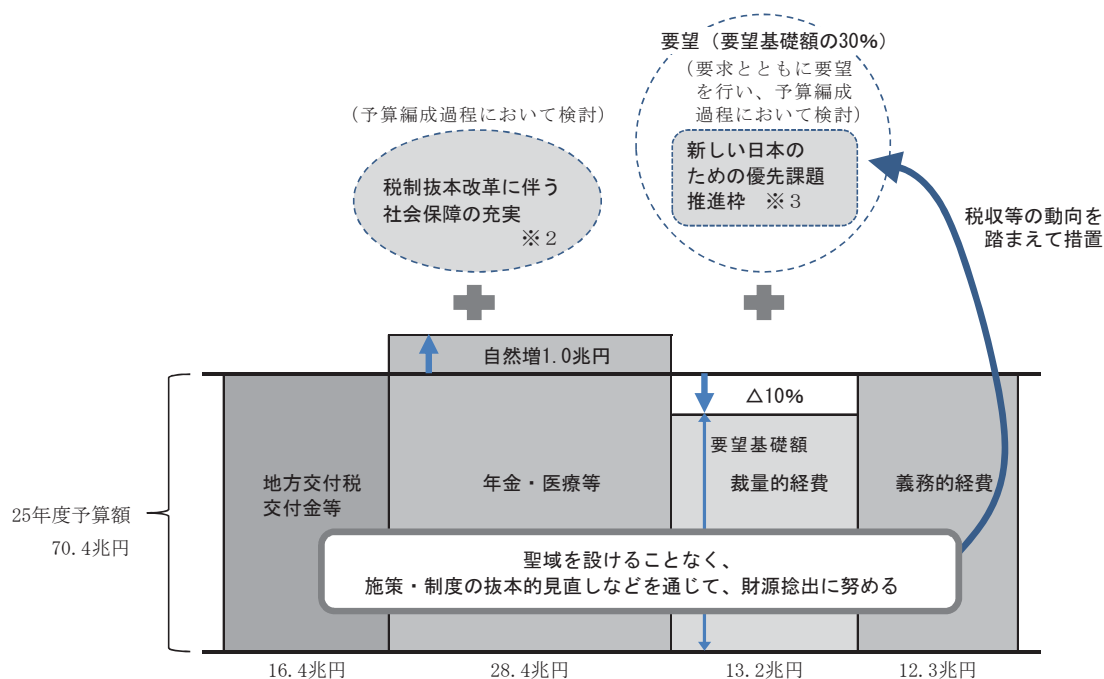 要望（要望基礎額の30％）
（要求とともに要望
を行い、予算編成
過程において検討）
新しい日本の
ための優先課題
推進枠　※３
（予算編成過程において検討）
税制抜本改革に伴う
社会保障の充実
※２
税収等の動向を
踏まえて措置
自然増1.0兆円
△10％
要望基礎額
地方交付税
交付金等
年金・医療等
裁量的経費
義務的経費
25年度予算額
70.4兆円
聖域を設けることなく、
施策・制度の抜本的見直しなどを通じて、財源捻出に努める
16.4兆円
28.4兆円
13.2兆円
12.3兆円